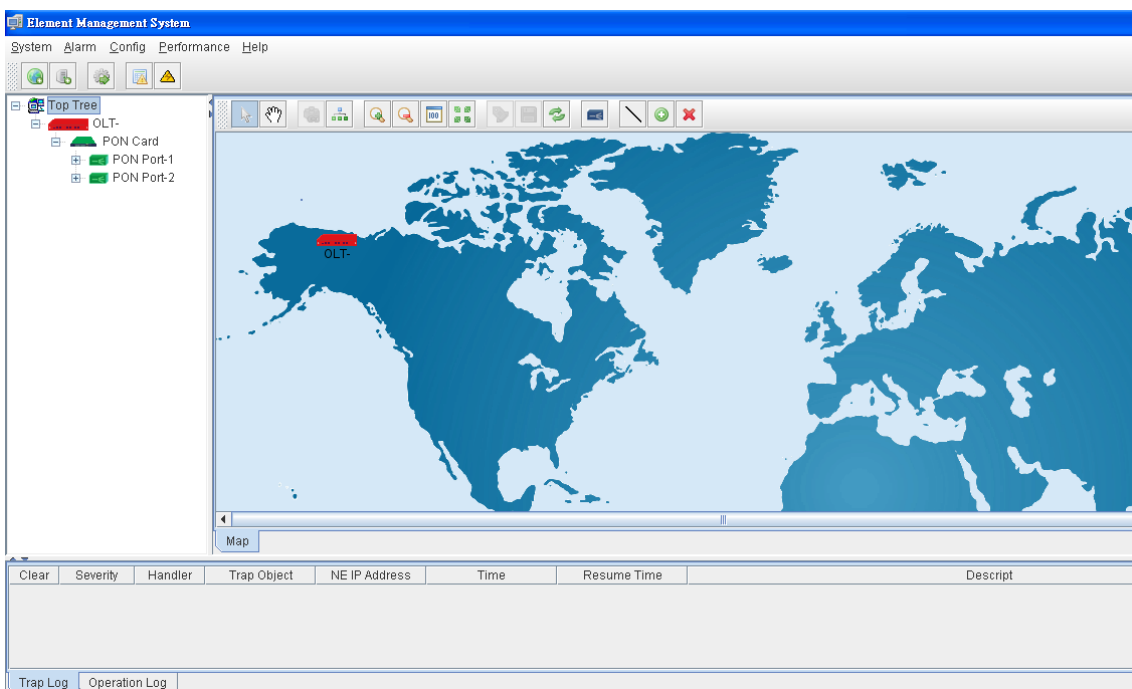 Element Management System
System Alarm Config Performance Help
Top Tree
OLT-
PON Card
PON Port-1
PON Port-2
100
OLT-
Map
Clear Severity Handler Trap Object NE IP Address Time Resume Time Descript
Trap Log Operation Log